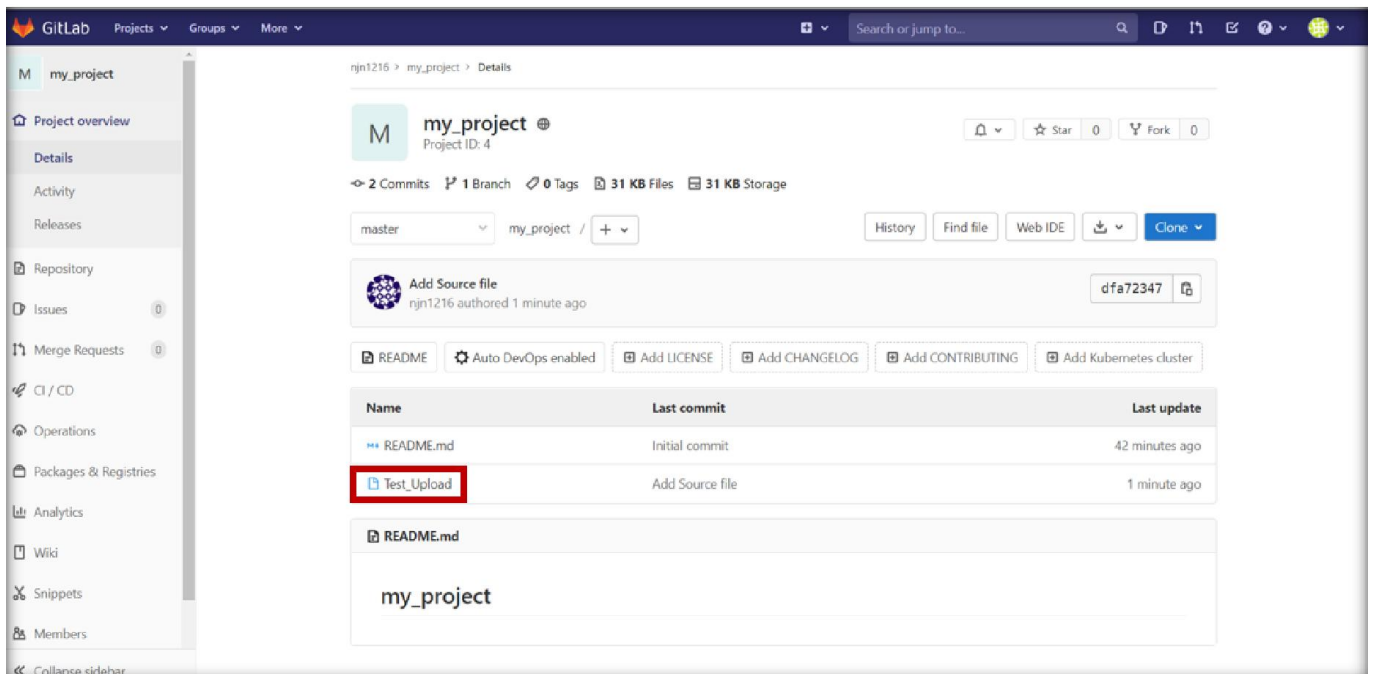 GitLab Projects Groups More Search or jump to...
M my_project
Project overview
Details
Activity
Releases
Repository
Issues 0
Merge Requests 0
CI / CD
Operations
Packages & Registries
Analytics
Wiki
Snippets
Members
Collapse sidebar
njn1216 > my_project > Details
M
my_project
Project ID: 4
Star 0 Fork 0
2 Commits 1 Branch 0 Tags 31 KB Files 31 KB Storage
master my_project / + History Find file Web IDE Clone
Add Source file
njn1216 authored 1 minute ago
dfa72347
README Auto DevOps enabled Add LICENSE Add CHANGELOG Add CONTRIBUTING Add Kubernetes cluster
Name Last commit Last update
README.md Initial commit 42 minutes ago
Test_Upload Add Source file 1 minute ago
README.md
my_project